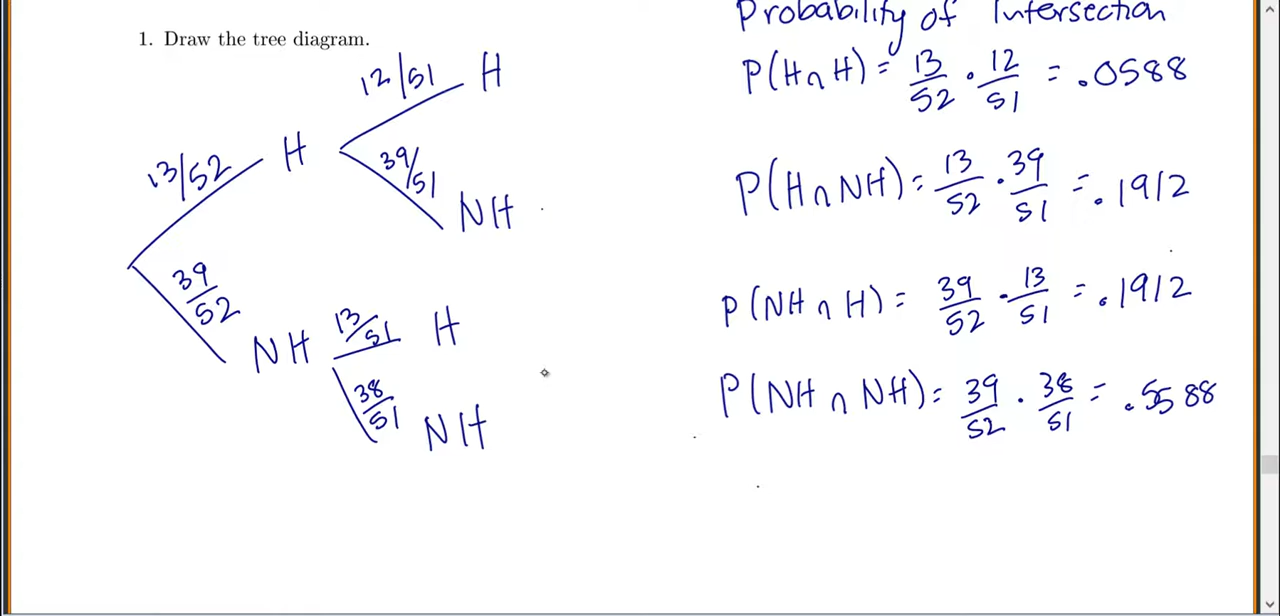 Probability of Intersection
1. Draw the tree diagram.
12/51 H
P(H∩H) = 13/52 · 12/51 = .0588
13/52 H
39/51
NH
P(H∩NH) = 13/52 · 39/51 = .1912
39/52
NH 13/51 H
P(NH∩H) = 39/52 · 13/51 = .1912
38/51
NH
P(NH∩NH) = 39/52 · 38/51 = .5588